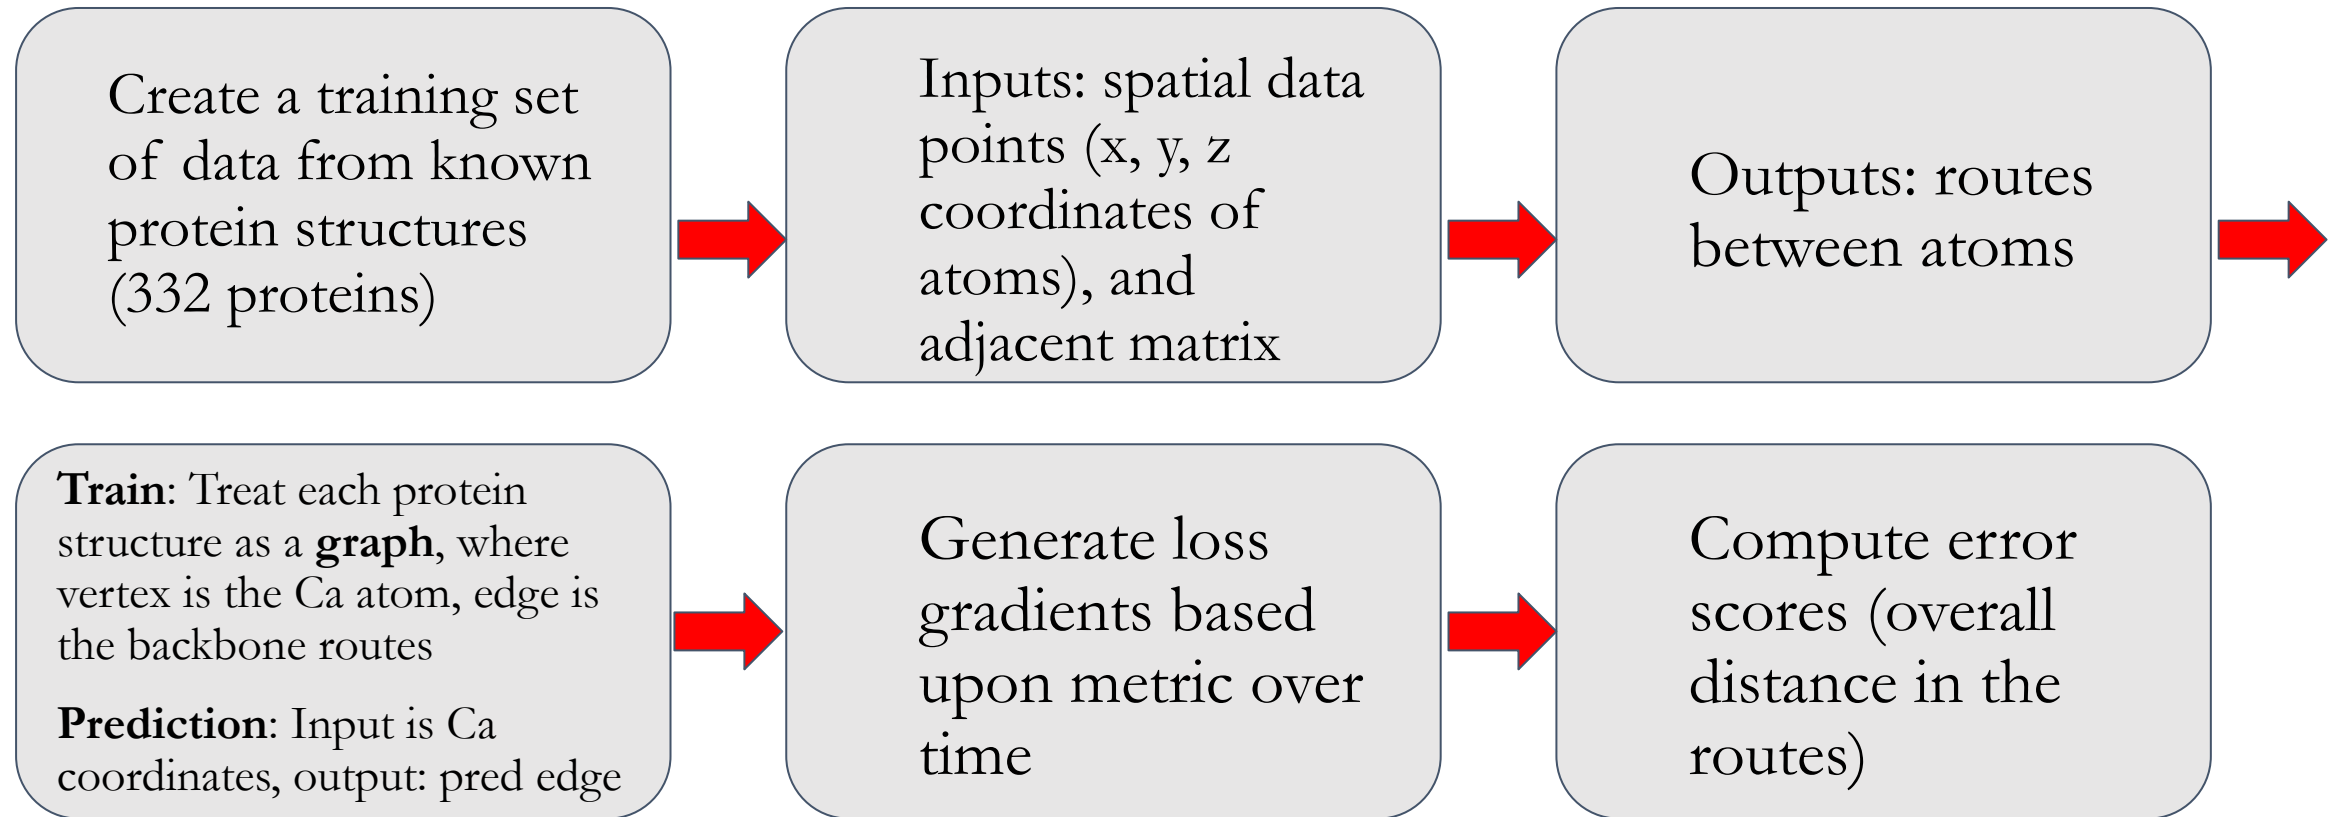 Create a training set
of data from known
protein structures
(332 proteins)
Inputs: spatial data
points (x, y, z
coordinates of
atoms), and
adjacent matrix
Outputs: routes
between atoms
Train: Treat each protein
structure as a graph, where
vertex is the Ca atom, edge is
the backbone routes
Prediction: Input is Ca
coordinates, output: pred edge
Generate loss
gradients based
upon metric over
time
Compute error
scores (overall
distance in the
routes)